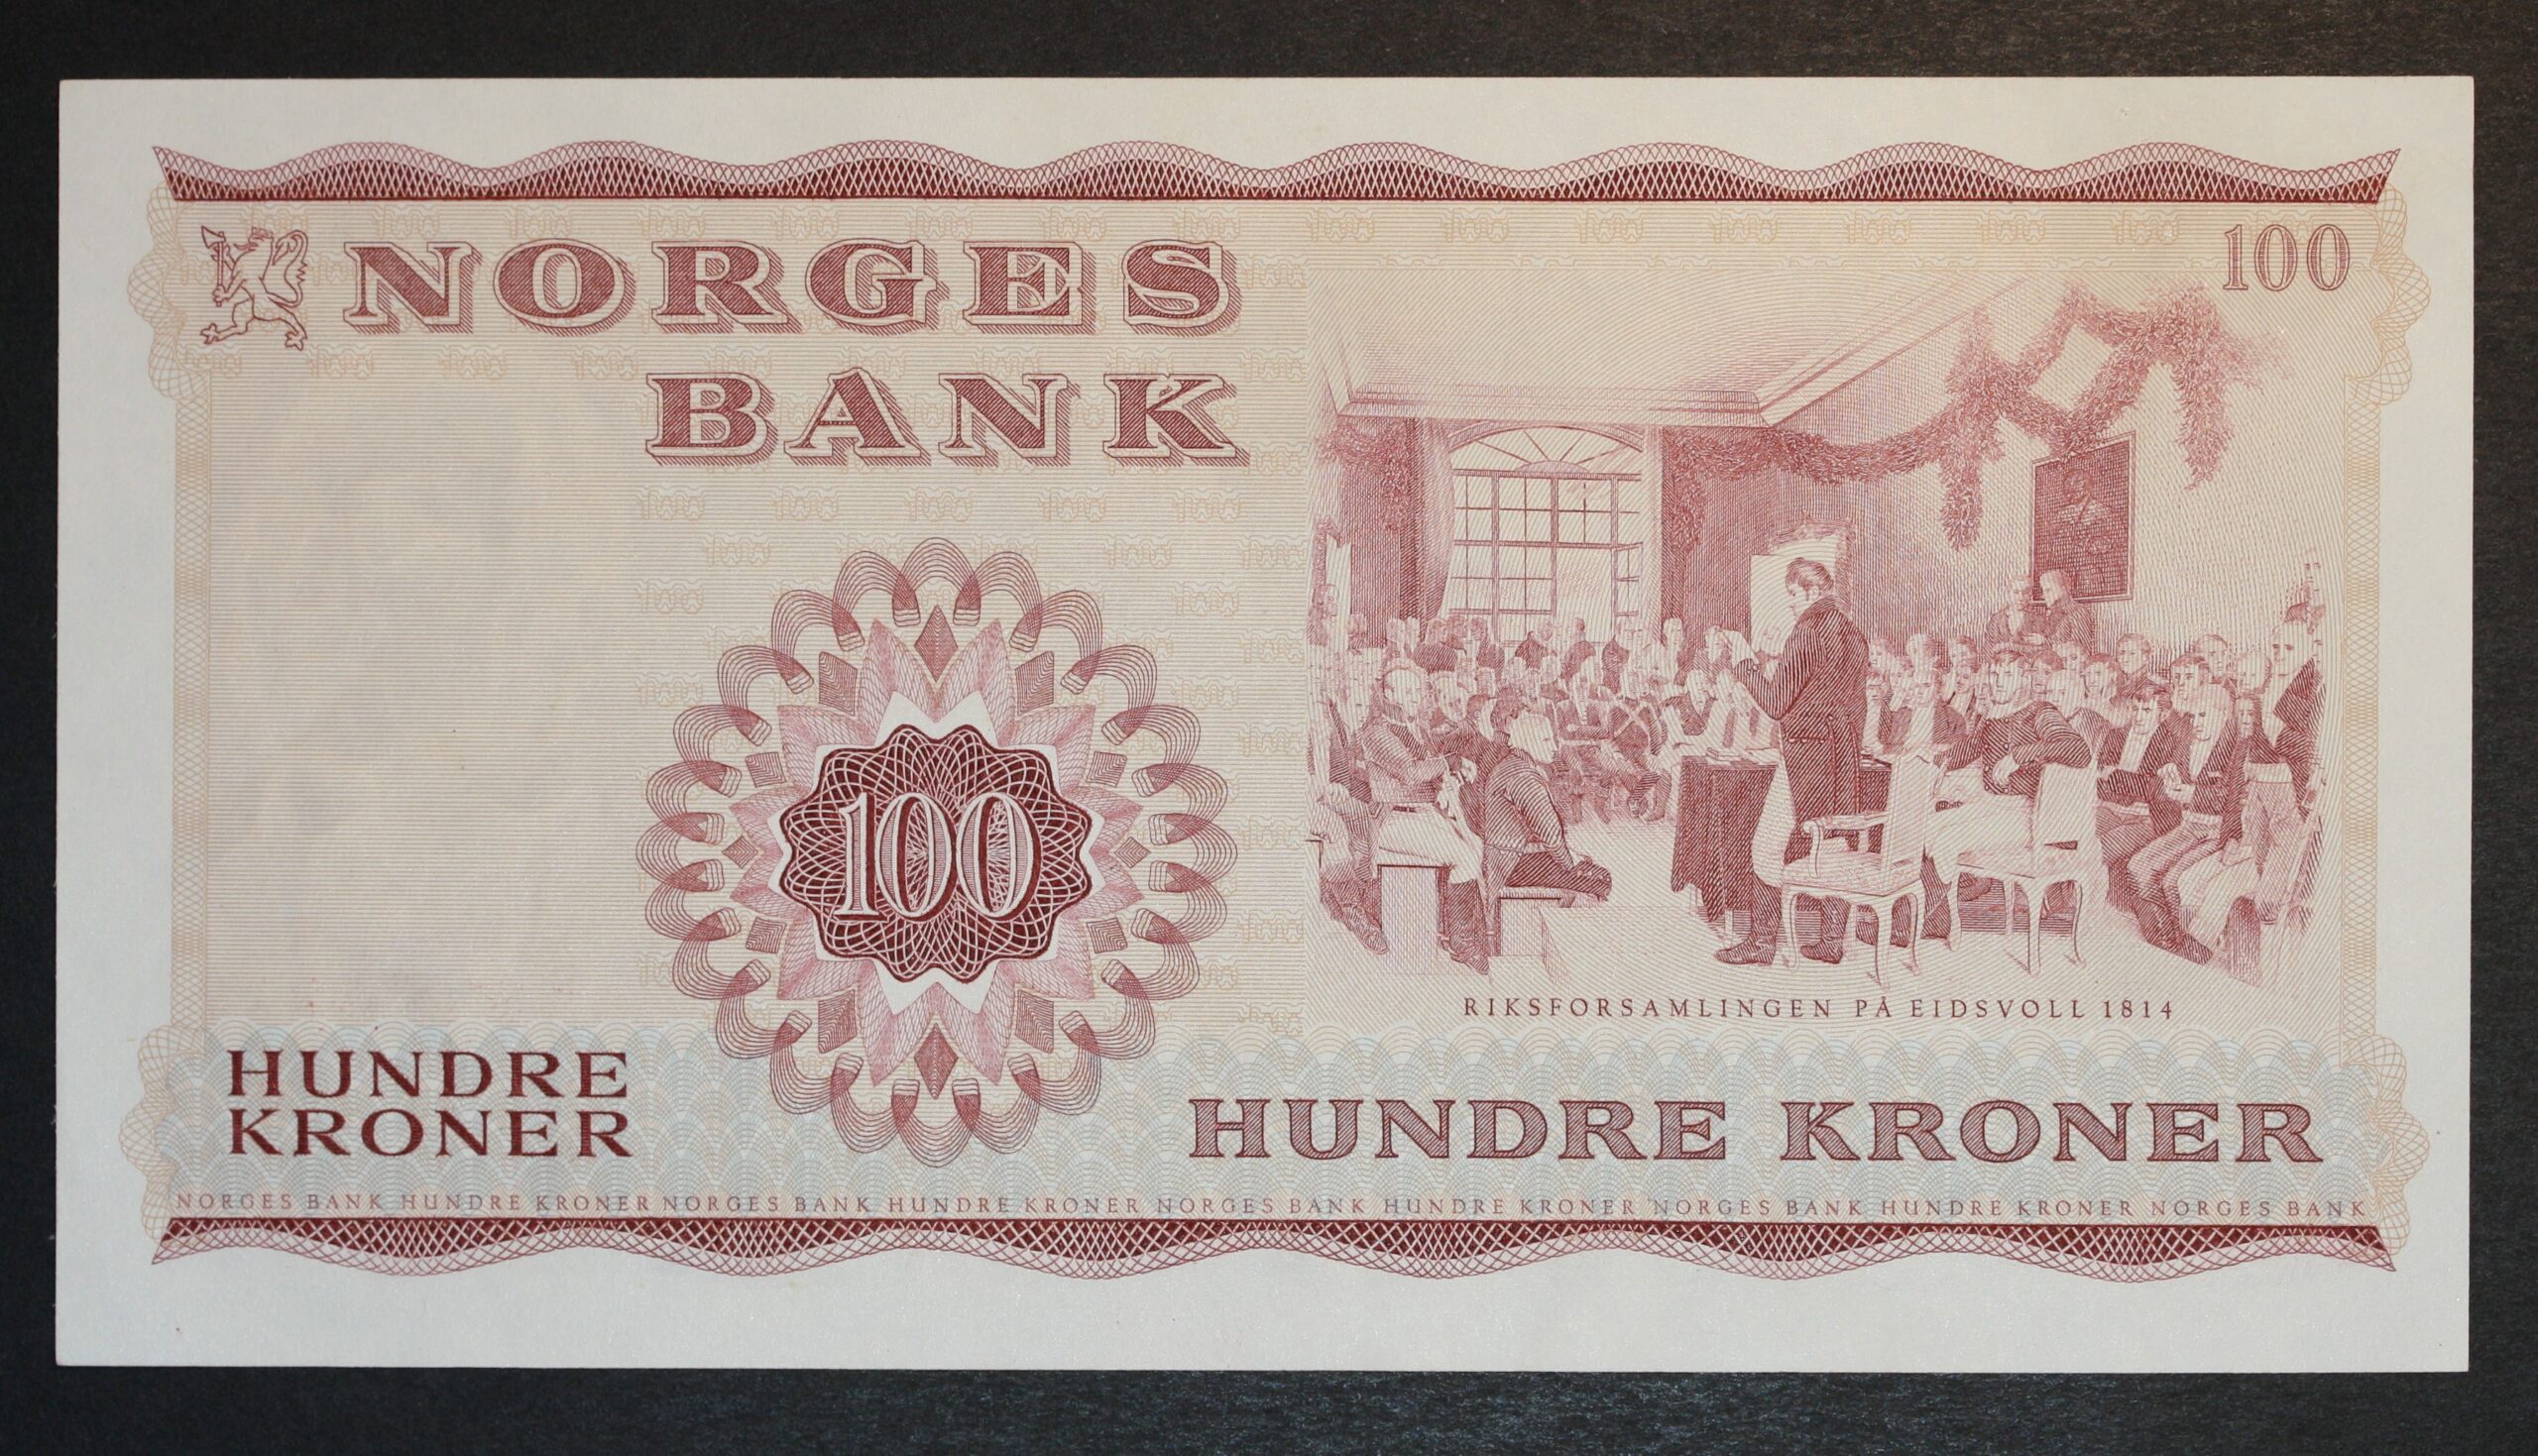 NORGES
BANK
100
100
RIKSFORSAMLINGEN PÅ EIDSVOLL 1814
HUNDRE
KRONER
HUNDRE KRONER
NORGES BANK HUNDRE KRONER NORGES BANK HUNDRE KRONER NORGES BANK HUNDRE KRONER NORGES BANK HUNDRE KRONER NORGES BANK